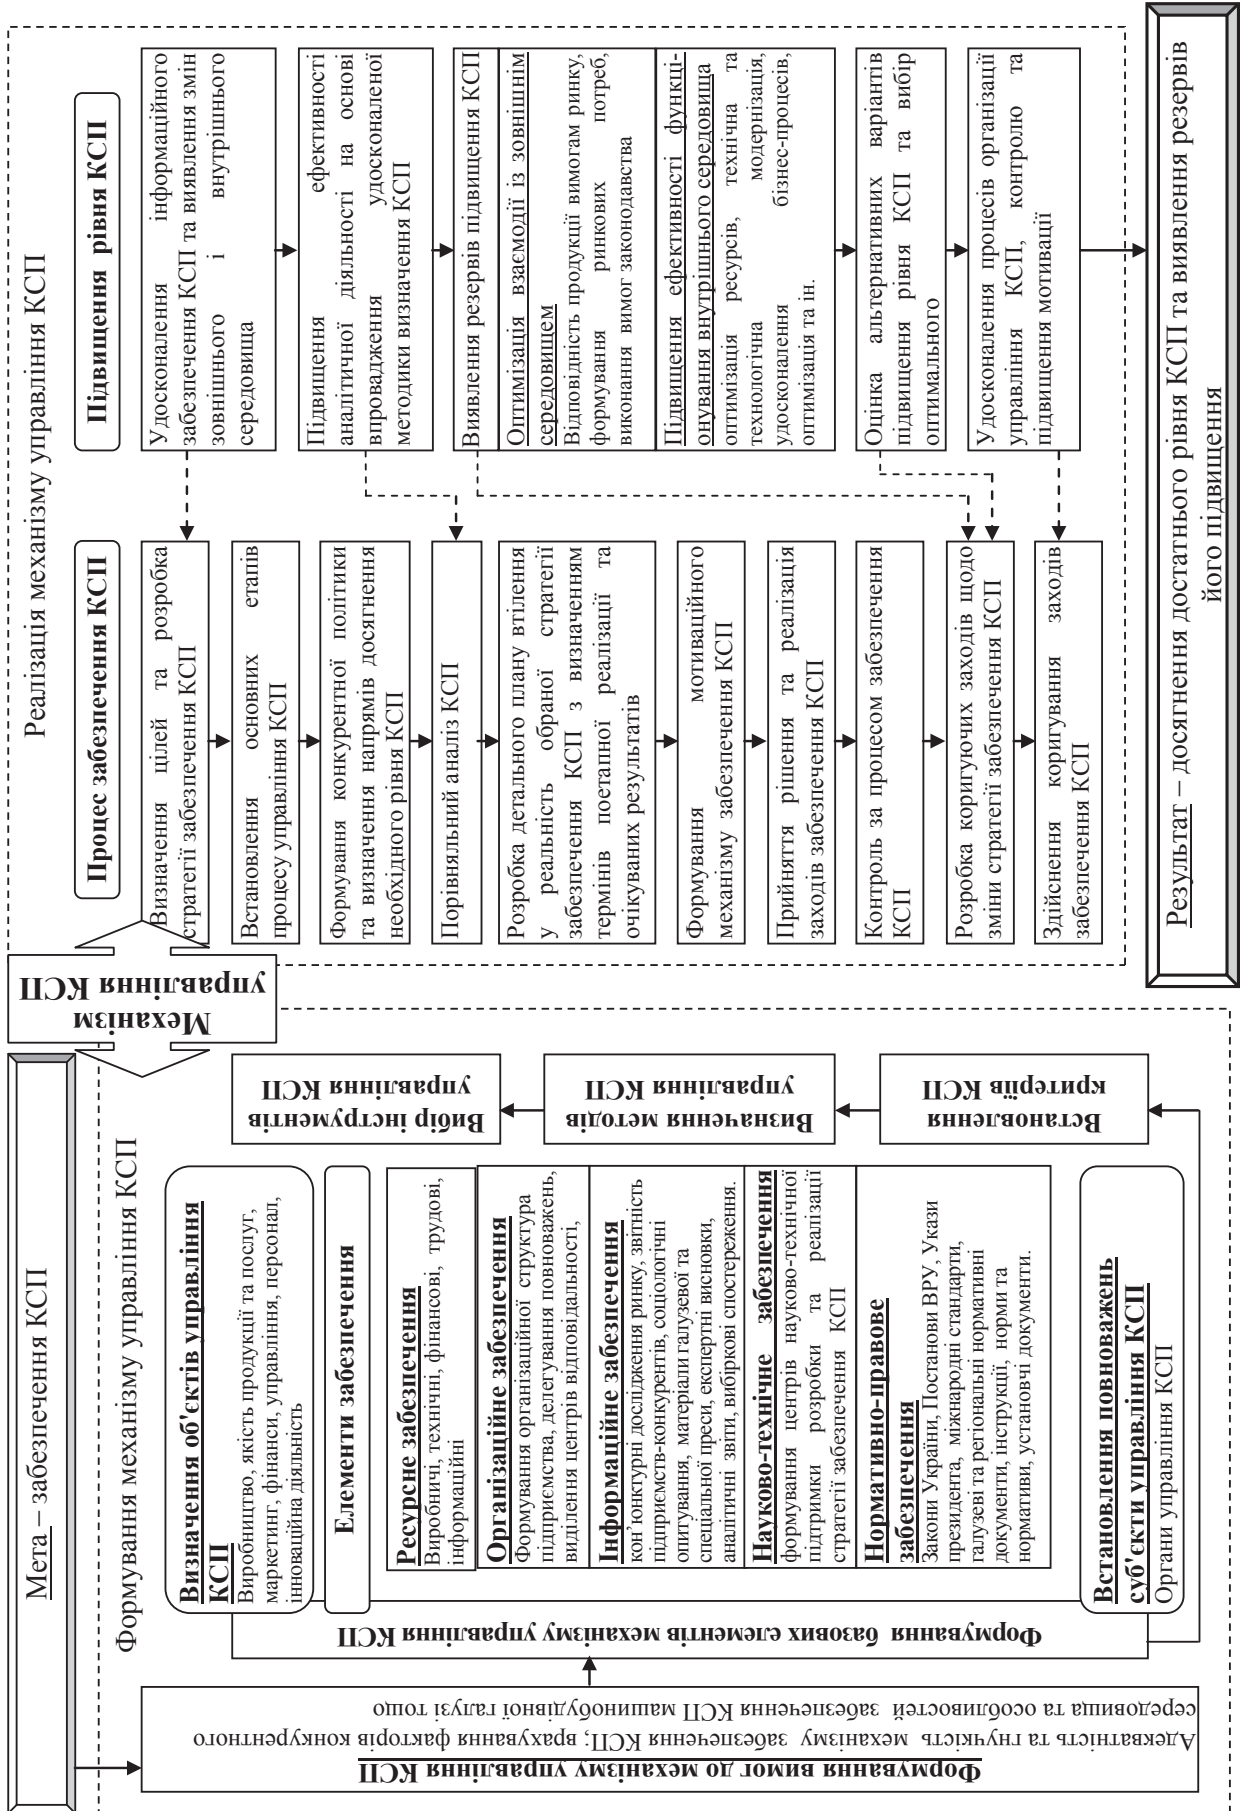 Мета – забезпечення КСП
Механізм
управління КСП
Формування механізму управління КСП
Формування вимог до механізму управління КСП
Адекватність та гнучкість механізму забезпечення КСП; врахування факторів конкурентного
середовища та особливостей забезпечення КСП машинобудівної галузі тощо
Формування базових елементів механізму управління КСП
Визначення об'єктів управління
КСП
Виробництво, якість продукції та послуг,
маркетинг, фінанси, управління, персонал,
інноваційна діяльність
Елементи забезпечення
Ресурсне забезпечення
Виробничі, технічні, фінансові, трудові,
інформаційні
Організаційне забезпечення
Формування організаційної структура
підприємства, делегування повноважень,
виділення центрів відповідальності,
Інформаційне забезпечення
кон'юнктурні дослідження ринку, звітність
підприємств-конкурентів, соціологічні
опитування, матеріали галузевої та
спеціальної преси, експертні висновки,
аналітичні звіти, вибіркові спостереження.
Науково-технічне забезпечення
формування центрів науково-технічної
підтримки розробки та реалізації
стратегії забезпечення КСП
Нормативно-правове
забезпечення
Закони України, Постанови ВРУ, Укази
президента, міжнародні стандарти,
галузеві та регіональні нормативні
документи, інструкції, норми та
нормативи, установчі документи.
Встановлення повноважень
суб'єкти управління КСП
Органи управління КСП
Вибір інструментів
управління КСП
Визначення методів
управління КСП
Встановлення
критеріїв КСП
Реалізація механізму управління КСП
Процес забезпечення КСП
Визначення цілей та розробка
стратегії забезпечення КСП
Встановлення основних етапів
процесу управління КСП
Формування конкурентної політики
та визначення напрямів досягнення
необхідного рівня КСП
Порівняльний аналіз КСП
Розробка детального плану втілення
у реальність обраної стратегії
забезпечення КСП з визначенням
термінів поетапної реалізації та
очікуваних результатів
Формування мотиваційного
механізму забезпечення КСП
Прийняття рішення та реалізація
заходів забезпечення КСП
Контроль за процесом забезпечення
КСП
Розробка коригуючих заходів щодо
зміни стратегії забезпечення КСП
Здійснення коригування заходів
забезпечення КСП
Підвищення рівня КСП
Удосконалення інформаційного
забезпечення КСП та виявлення змін
зовнішнього і внутрішнього
середовища
Підвищення ефективності
аналітичної діяльності на основі
впровадження удосконаленої
методики визначення КСП
Виявлення резервів підвищення КСП
Оптимізація взаємодії із зовнішнім
середовищем
Відповідність продукції вимогам ринку,
формування ринкових потреб,
виконання вимог законодавства
Підвищення ефективності функці-
онування внутрішнього середовища
оптимізація ресурсів, технічна та
технологічна модернізація,
удосконалення бізнес-процесів,
оптимізація та ін.
Оцінка альтернативних варіантів
підвищення рівня КСП та вибір
оптимального
Удосконалення процесів організації
управління КСП, контролю та
підвищення мотивації
Результат – досягнення достатнього рівня КСП та виявлення резервів
його підвищення